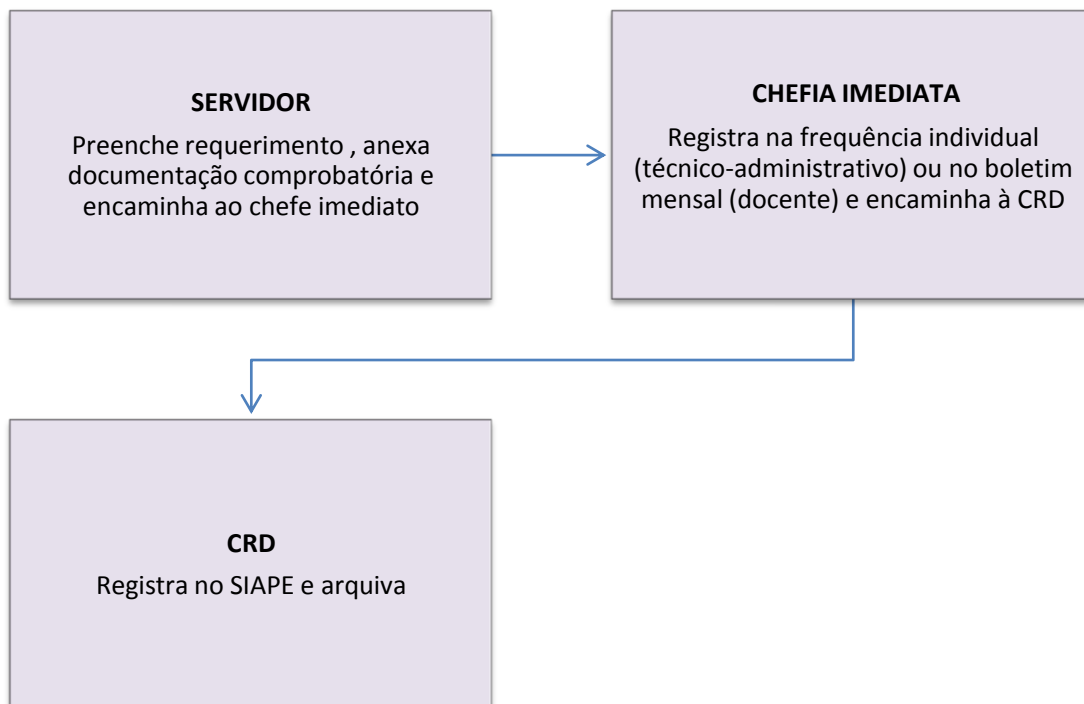 SERVIDOR
Preenche requerimento , anexa
documentação comprobatória e
encaminha ao chefe imediato
CHEFIA IMEDIATA
Registra na frequência individual
(técnico-administrativo) ou no boletim
mensal (docente) e encaminha à CRD
CRD
Registra no SIAPE e arquiva